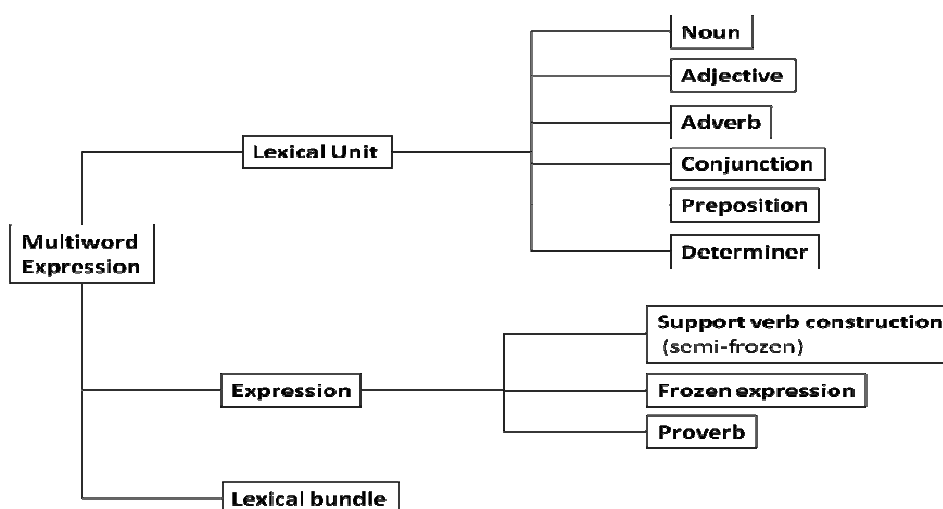 Noun
Adjective
Adverb
Lexical Unit
Conjunction
Preposition
Multiword
Expression
Determiner
Support verb construction
(semi-frozen)
Expression
Frozen expression
Proverb
Lexical bundle